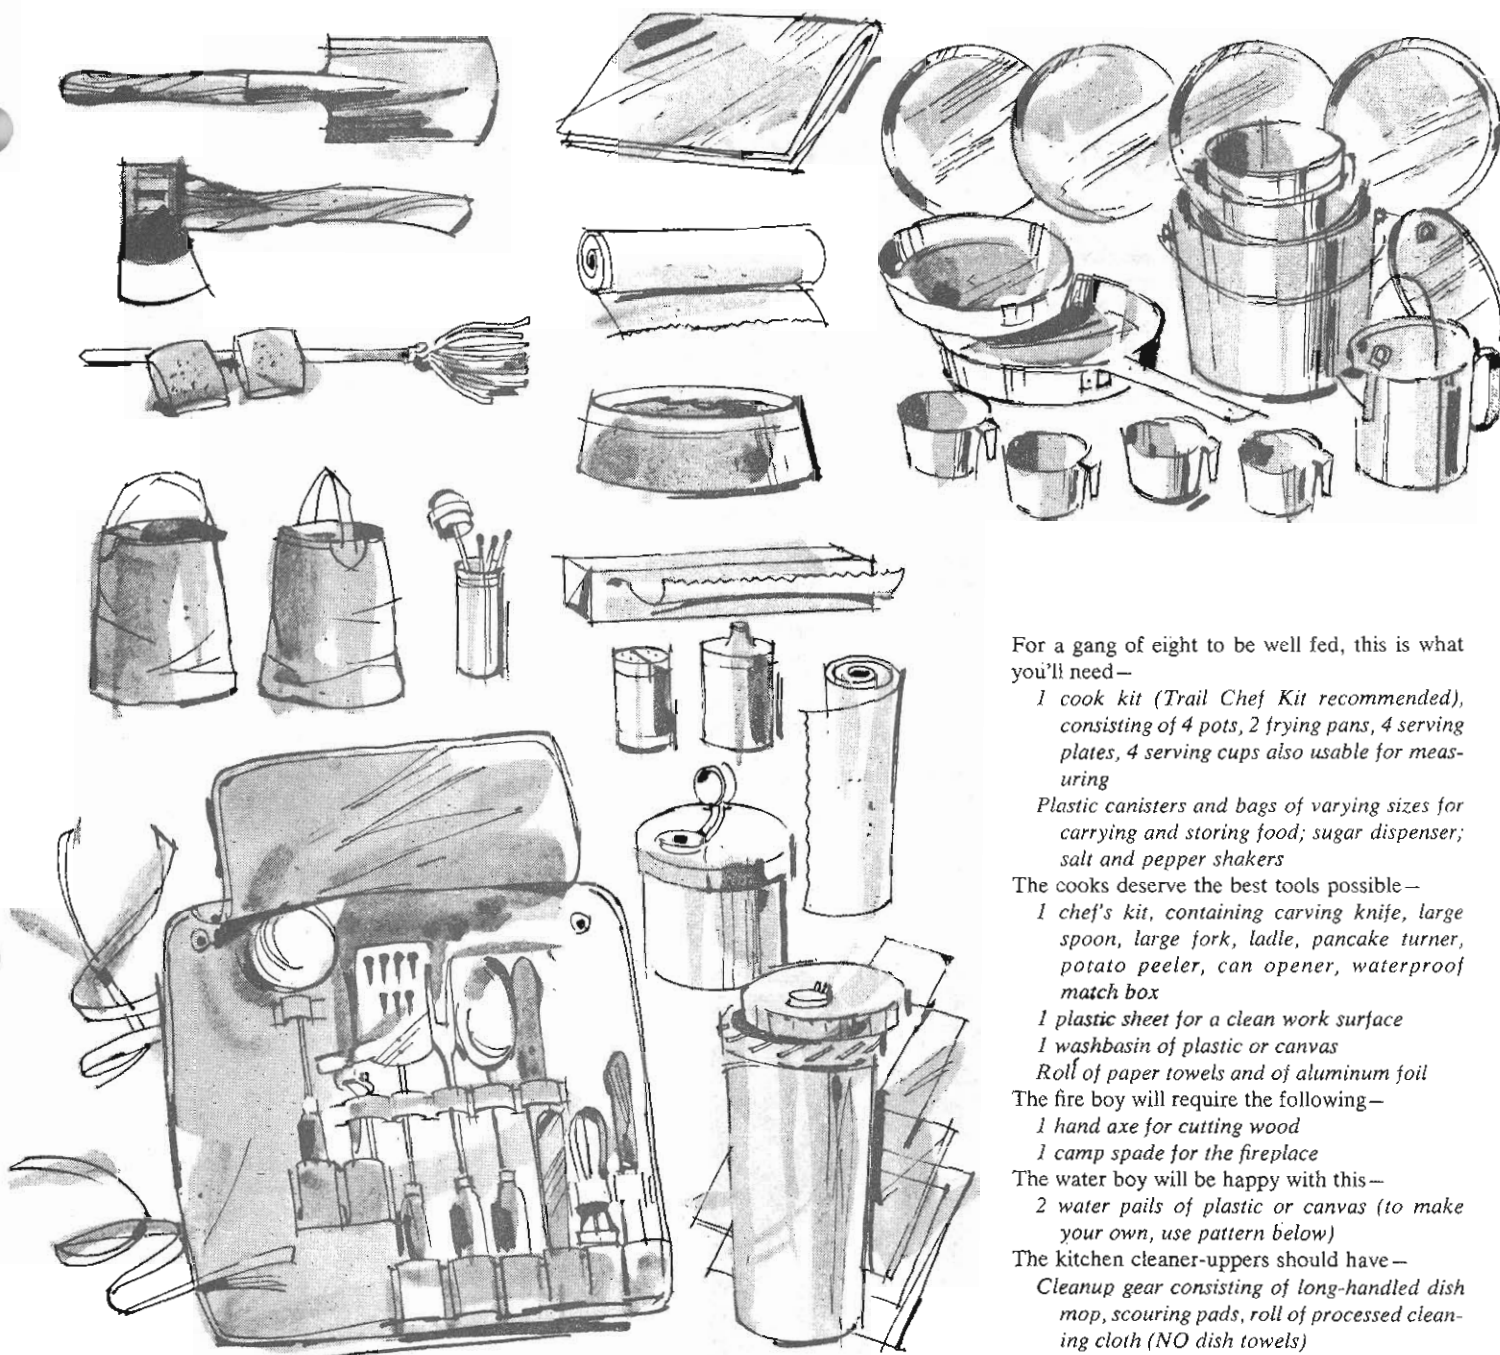 For a gang of eight to be well fed, this is what
you'll need—
1 cook kit (Trail Chef Kit recommended),
consisting of 4 pots, 2 frying pans, 4 serving
plates, 4 serving cups also usable for meas-
uring
Plastic canisters and bags of varying sizes for
carrying and storing food; sugar dispenser;
salt and pepper shakers
The cooks deserve the best tools possible—
1 chef's kit, containing carving knife, large
spoon, large fork, ladle, pancake turner,
potato peeler, can opener, waterproof
match box
1 plastic sheet for a clean work surface
1 washbasin of plastic or canvas
Roll of paper towels and of aluminum foil
The fire boy will require the following—
1 hand axe for cutting wood
1 camp spade for the fireplace
The water boy will be happy with this—
2 water pails of plastic or canvas (to make
your own, use pattern below)
The kitchen cleaner-uppers should have—
Cleanup gear consisting of long-handled dish
mop, scouring pads, roll of processed clean-
ing cloth (NO dish towels)